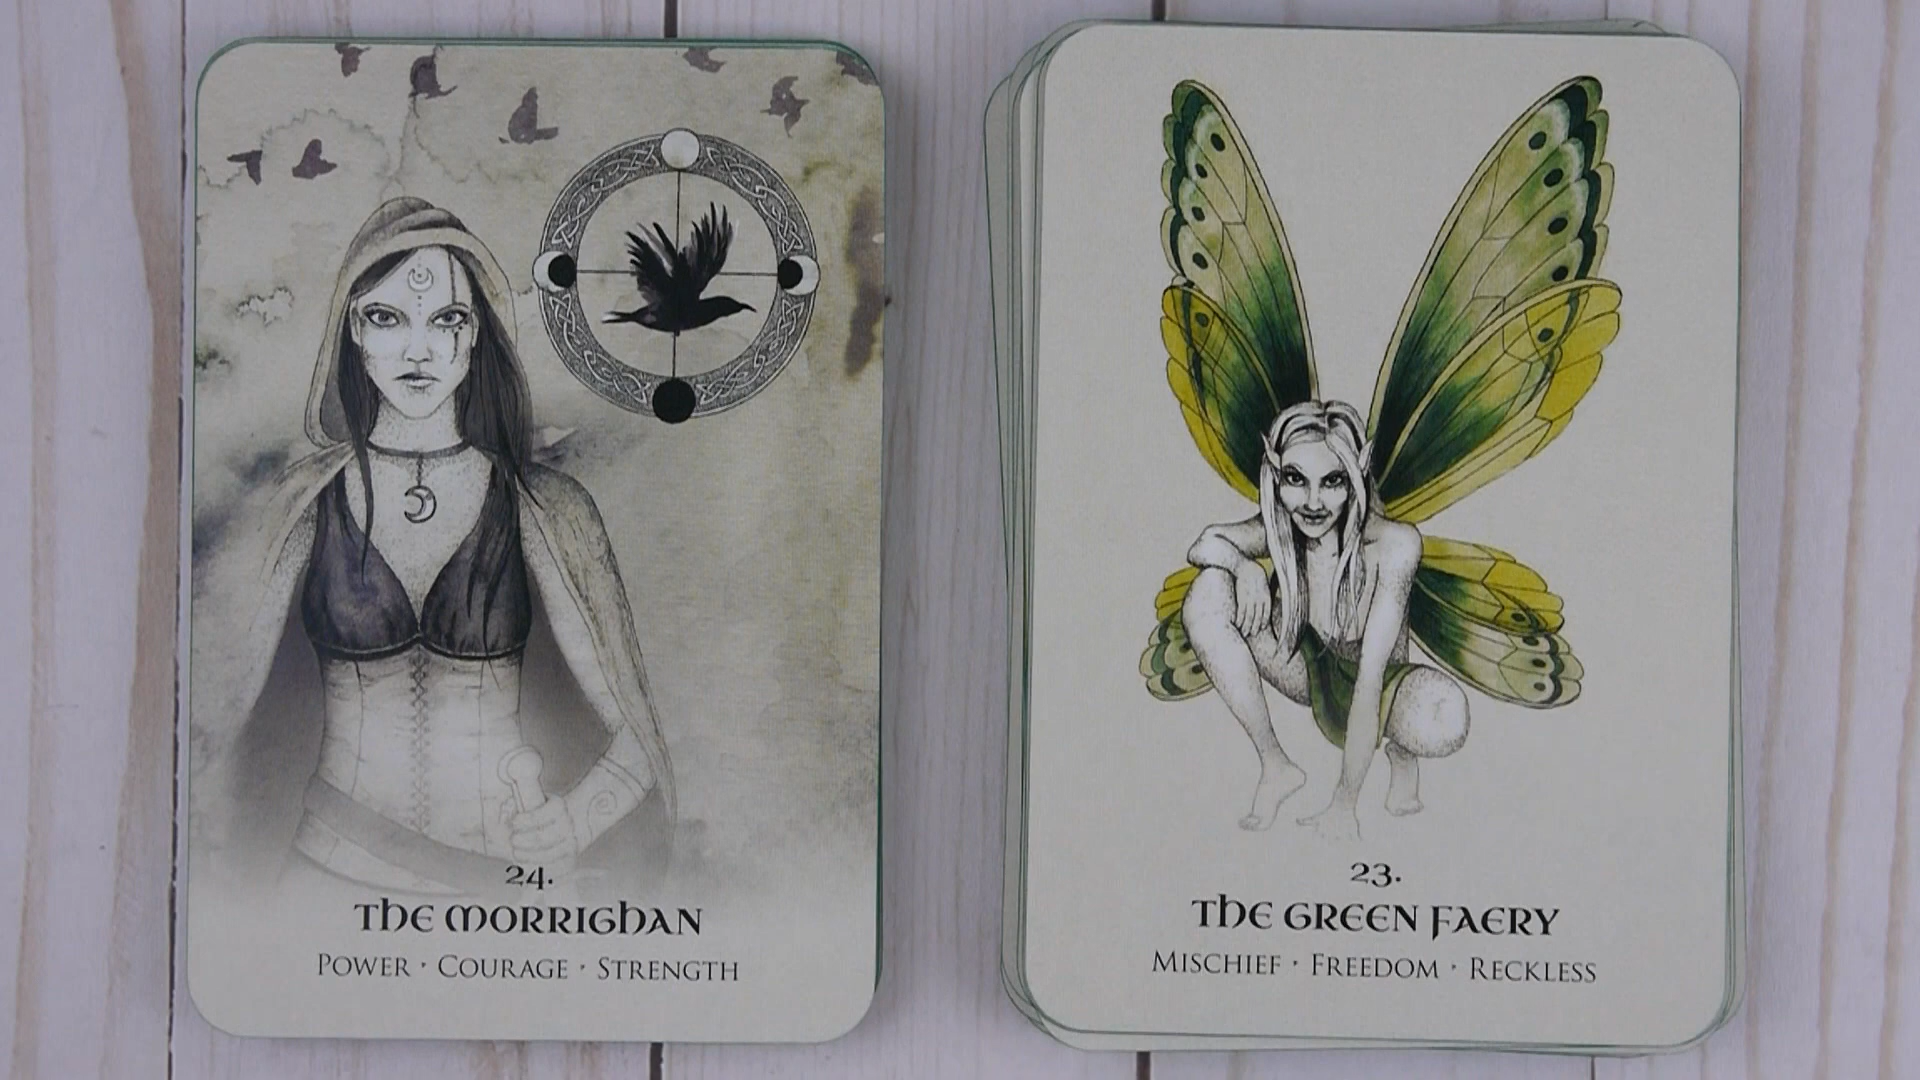 24.
The Morrighan
Power · Courage · Strength
23.
The Green Faery
Mischief · Freedom · Reckless